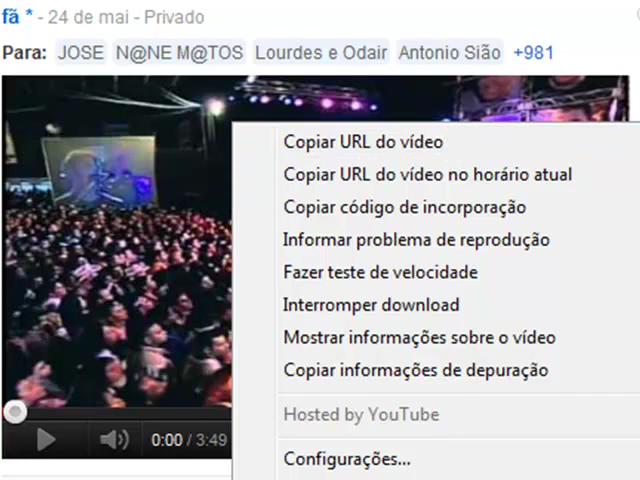 fã * - 24 de mai - Privado
Para: JOSE N@NE M@TOS Lourdes e Odair Antonio Sião +981
Copiar URL do vídeo
Copiar URL do vídeo no horário atual
Copiar código de incorporação
Informar problema de reprodução
Fazer teste de velocidade
Interromper download
Mostrar informações sobre o vídeo
Copiar informações de depuração
Hosted by YouTube
0:00 / 3:49
Configurações...